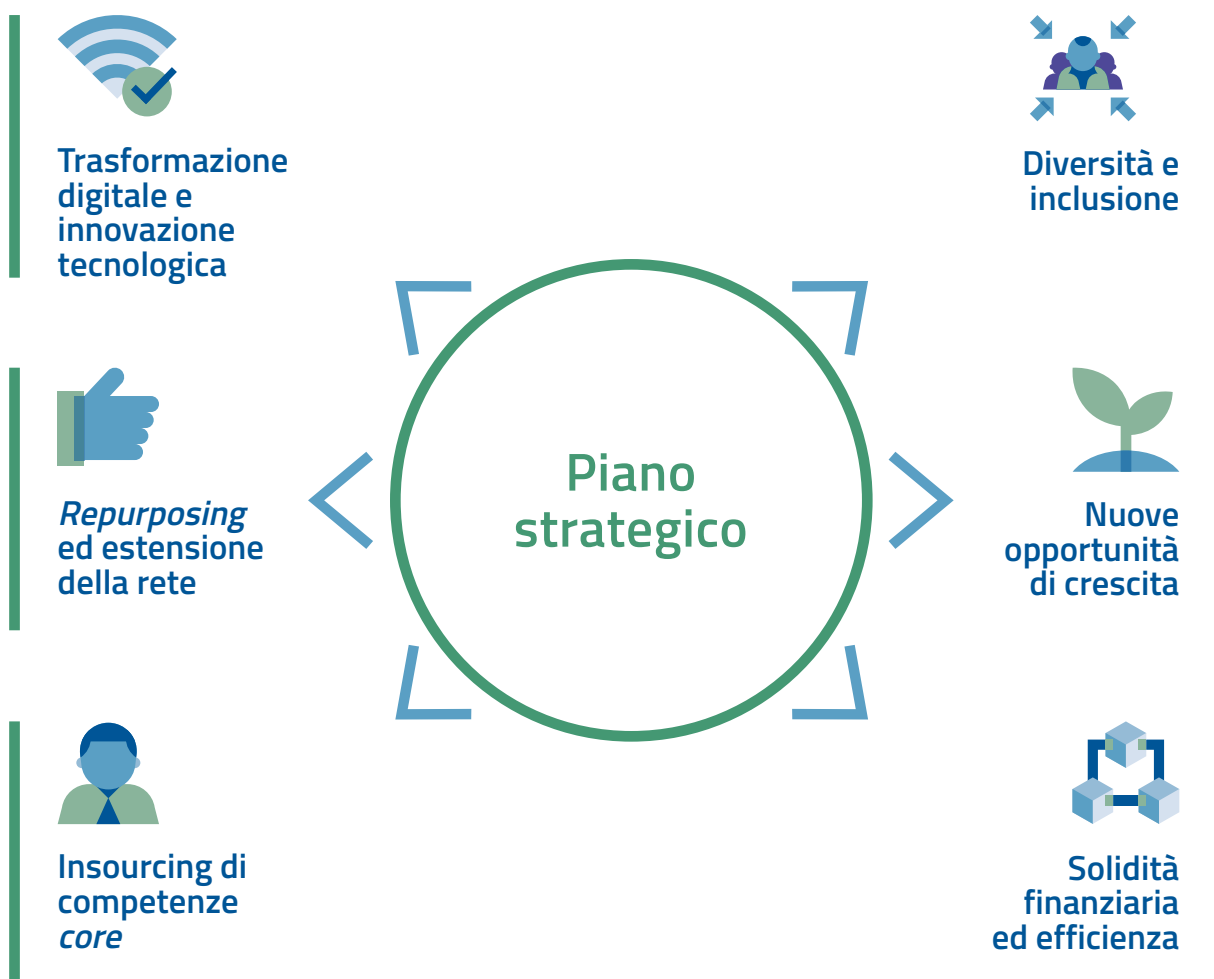 Trasformazione
digitale e
innovazione
tecnologica
Repurposing
ed estensione
della rete
Insourcing di
competenze
core
Piano
strategico
Diversità e
inclusione
Nuove
opportunità
di crescita
Solidità
finanziaria
ed efficienza